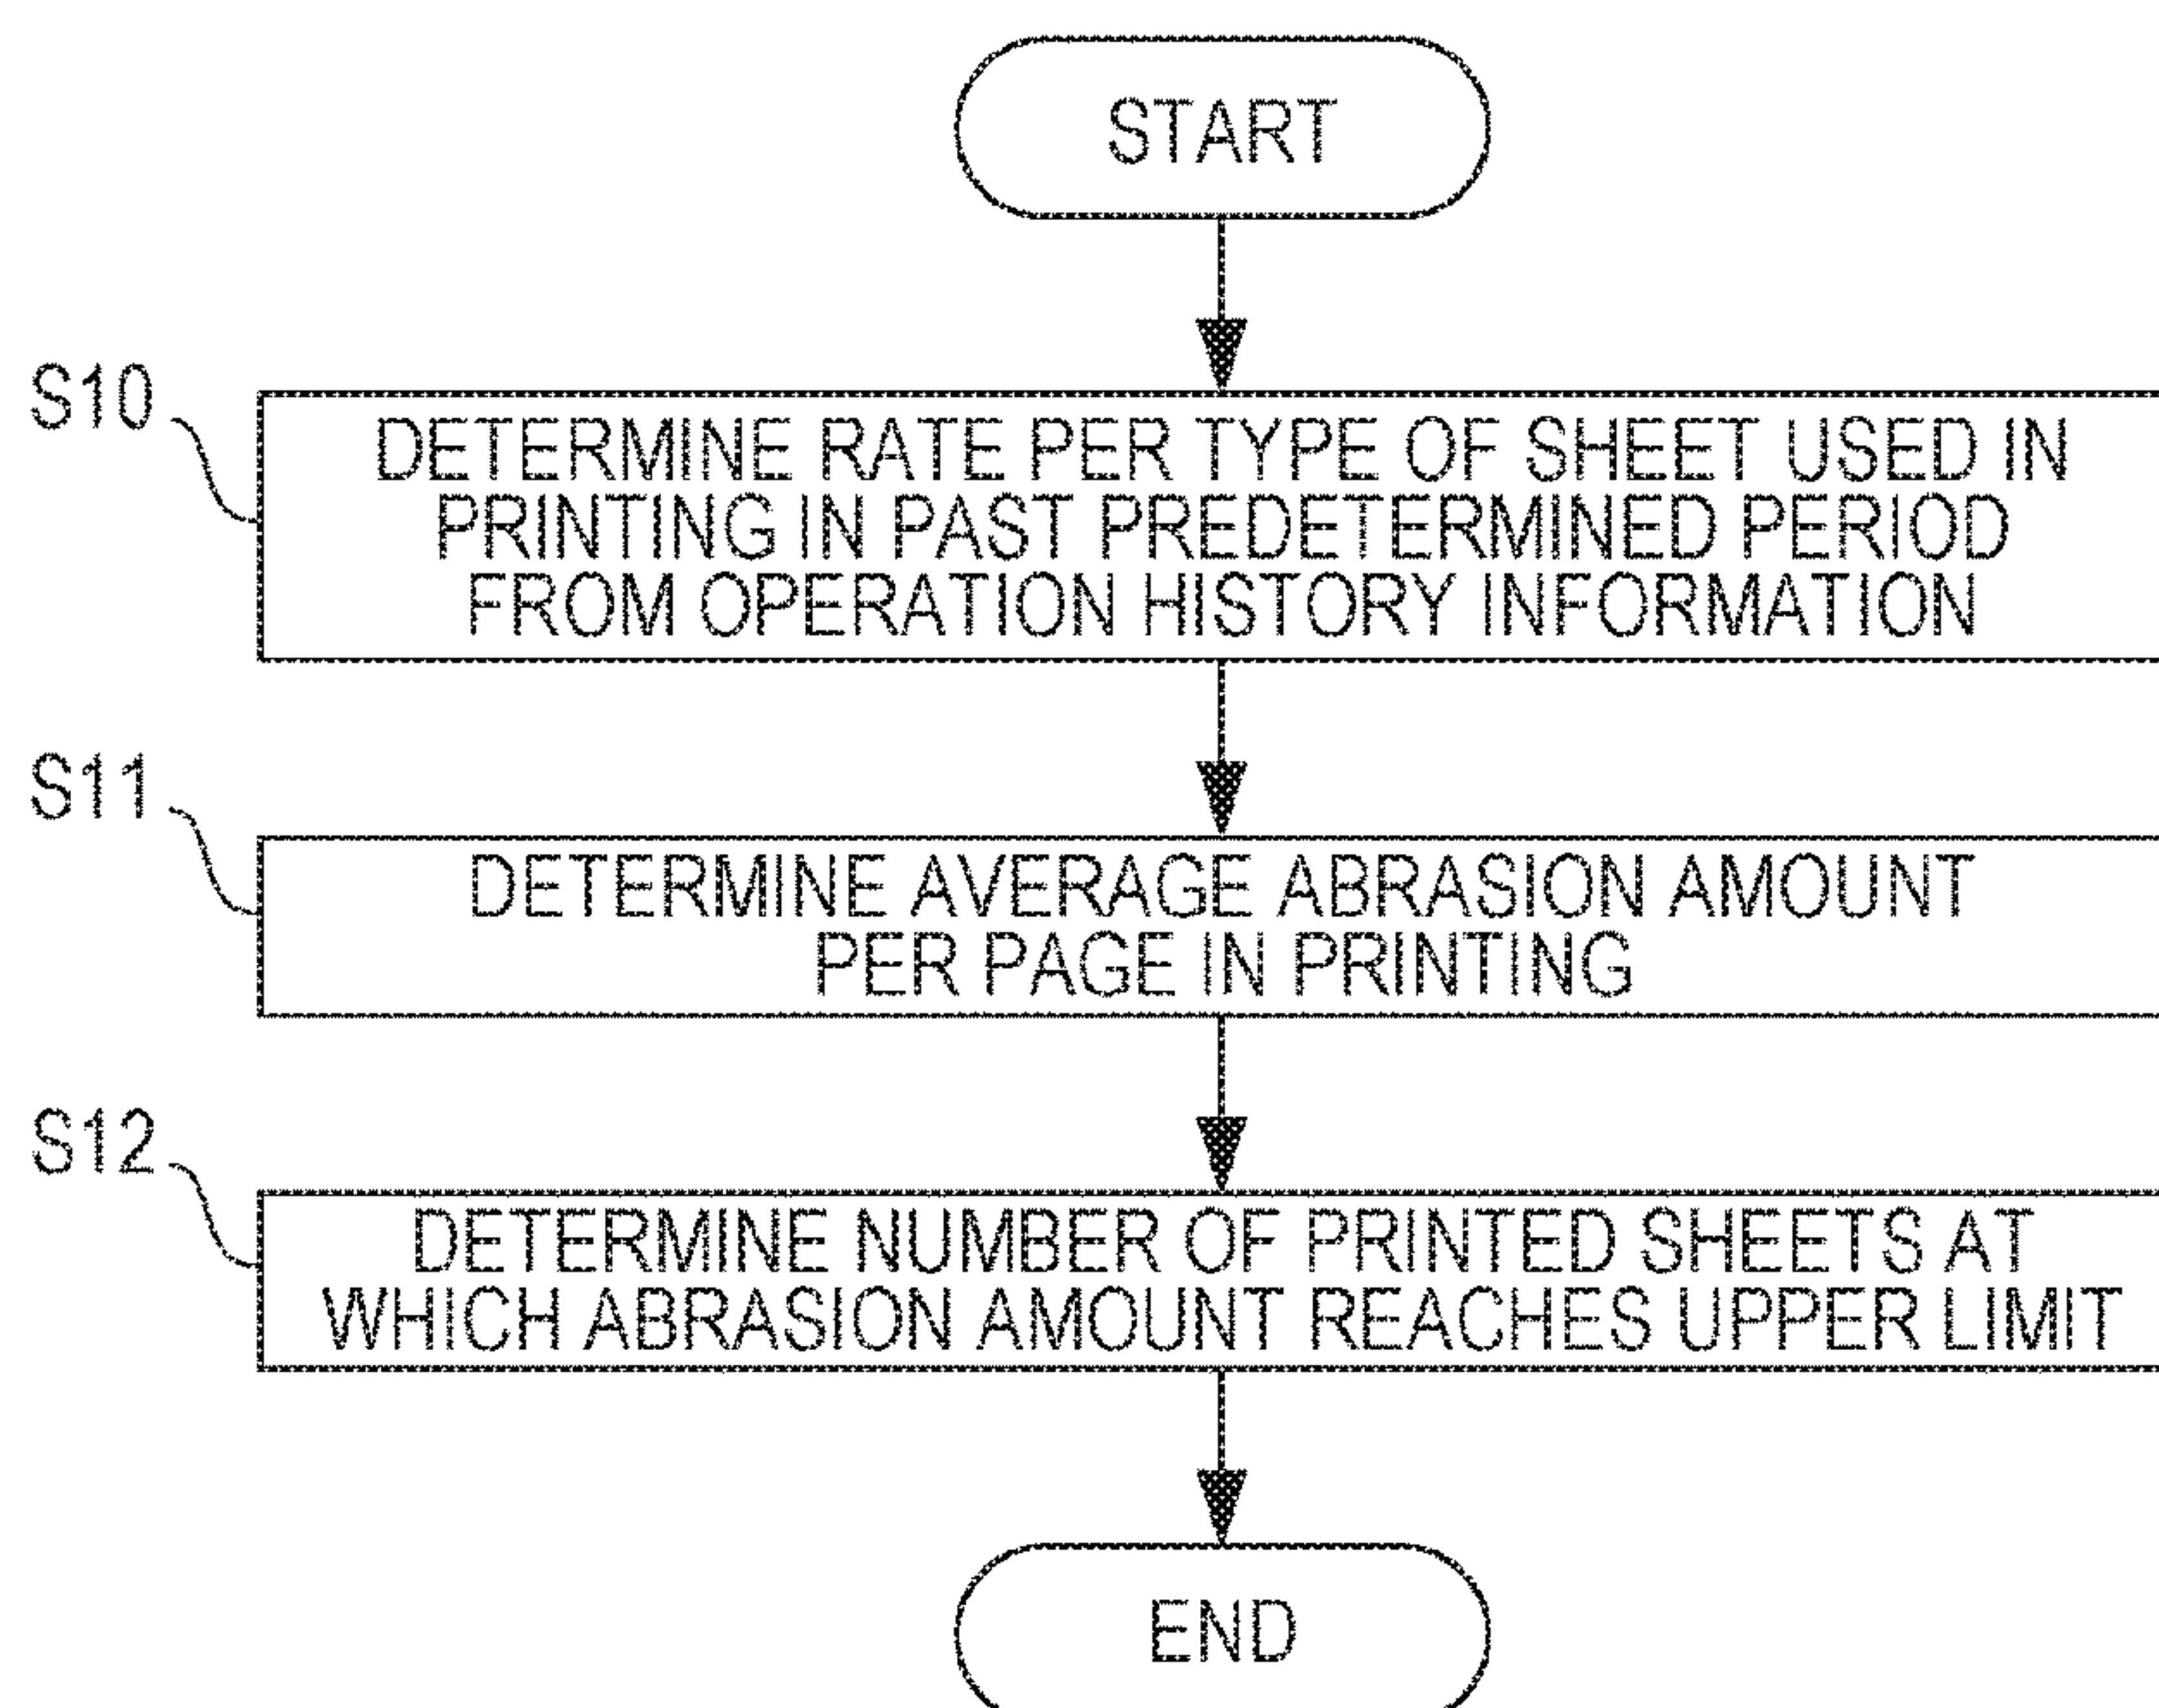 START
S10
DETERMINE RATE PER TYPE OF SHEET USED IN
PRINTING IN PAST PREDETERMINED PERIOD
FROM OPERATION HISTORY INFORMATION
S11
DETERMINE AVERAGE ABRASION AMOUNT
PER PAGE IN PRINTING
S12
DETERMINE NUMBER OF PRINTED SHEETS AT
WHICH ABRASION AMOUNT REACHES UPPER LIMIT
END